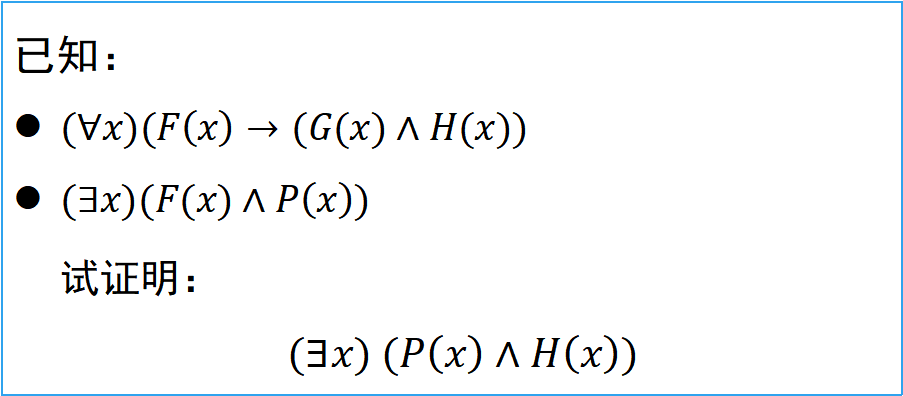 已知：
● (∀x)(F(x) → (G(x) ∧ H(x))
● (∃x)(F(x) ∧ P(x))
试证明：
(∃x) (P(x) ∧ H(x))